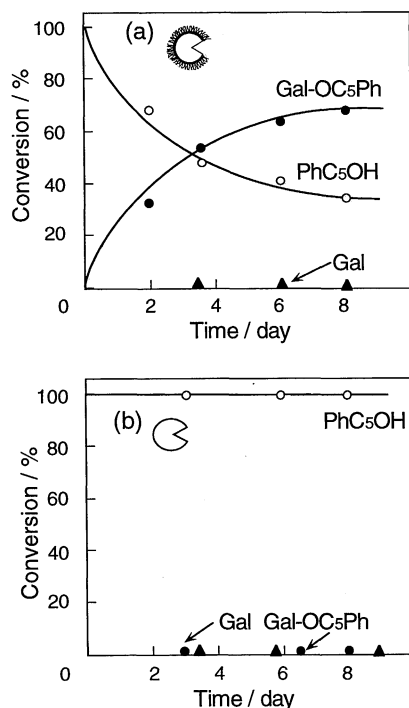 (a)
100
80
60
40
20
0
Conversion / %
Gal-OC5Ph
PhC5OH
Gal
2 4 6 8
Time / day
(b)
100
80
60
40
20
0
Conversion / %
PhC5OH
Gal Gal-OC5Ph
2 4 6 8
Time / day